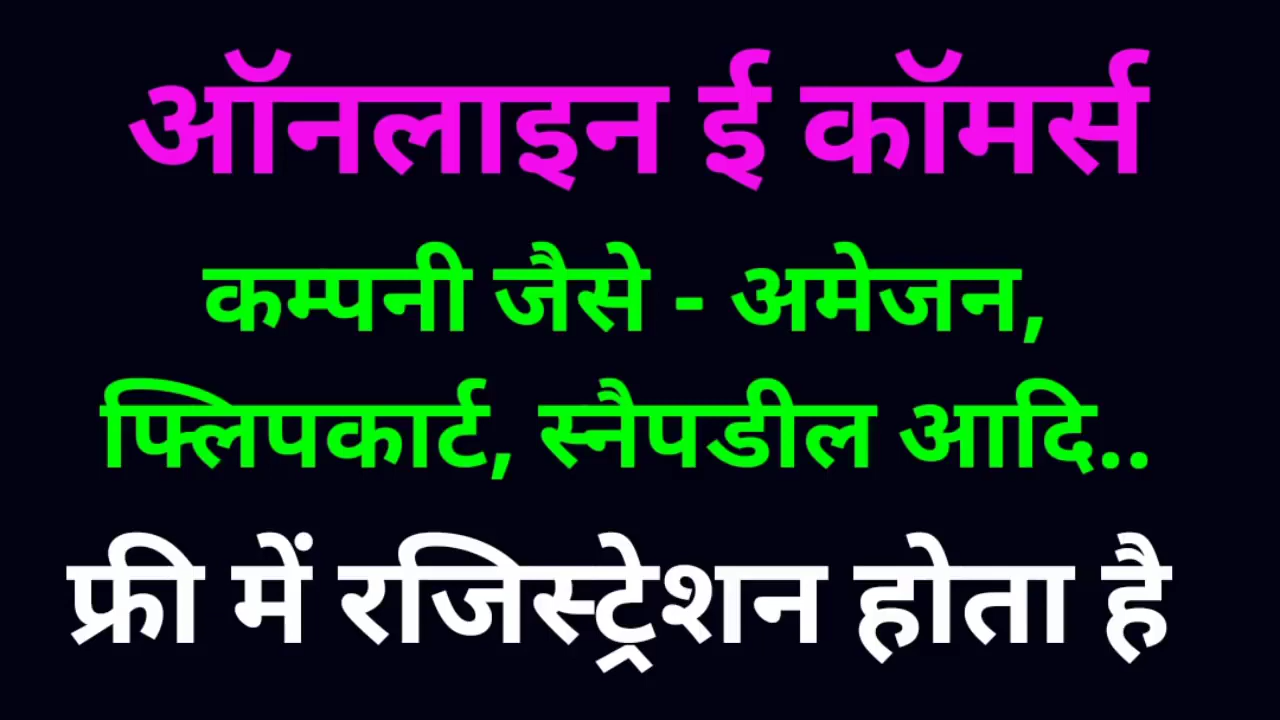 ऑनलाइन ई कॉमर्स
कम्पनी जैसे - अमेजन,
फ्लिपकार्ट, स्नैपडील आदि..
फ्री में रजिस्ट्रेशन होता है